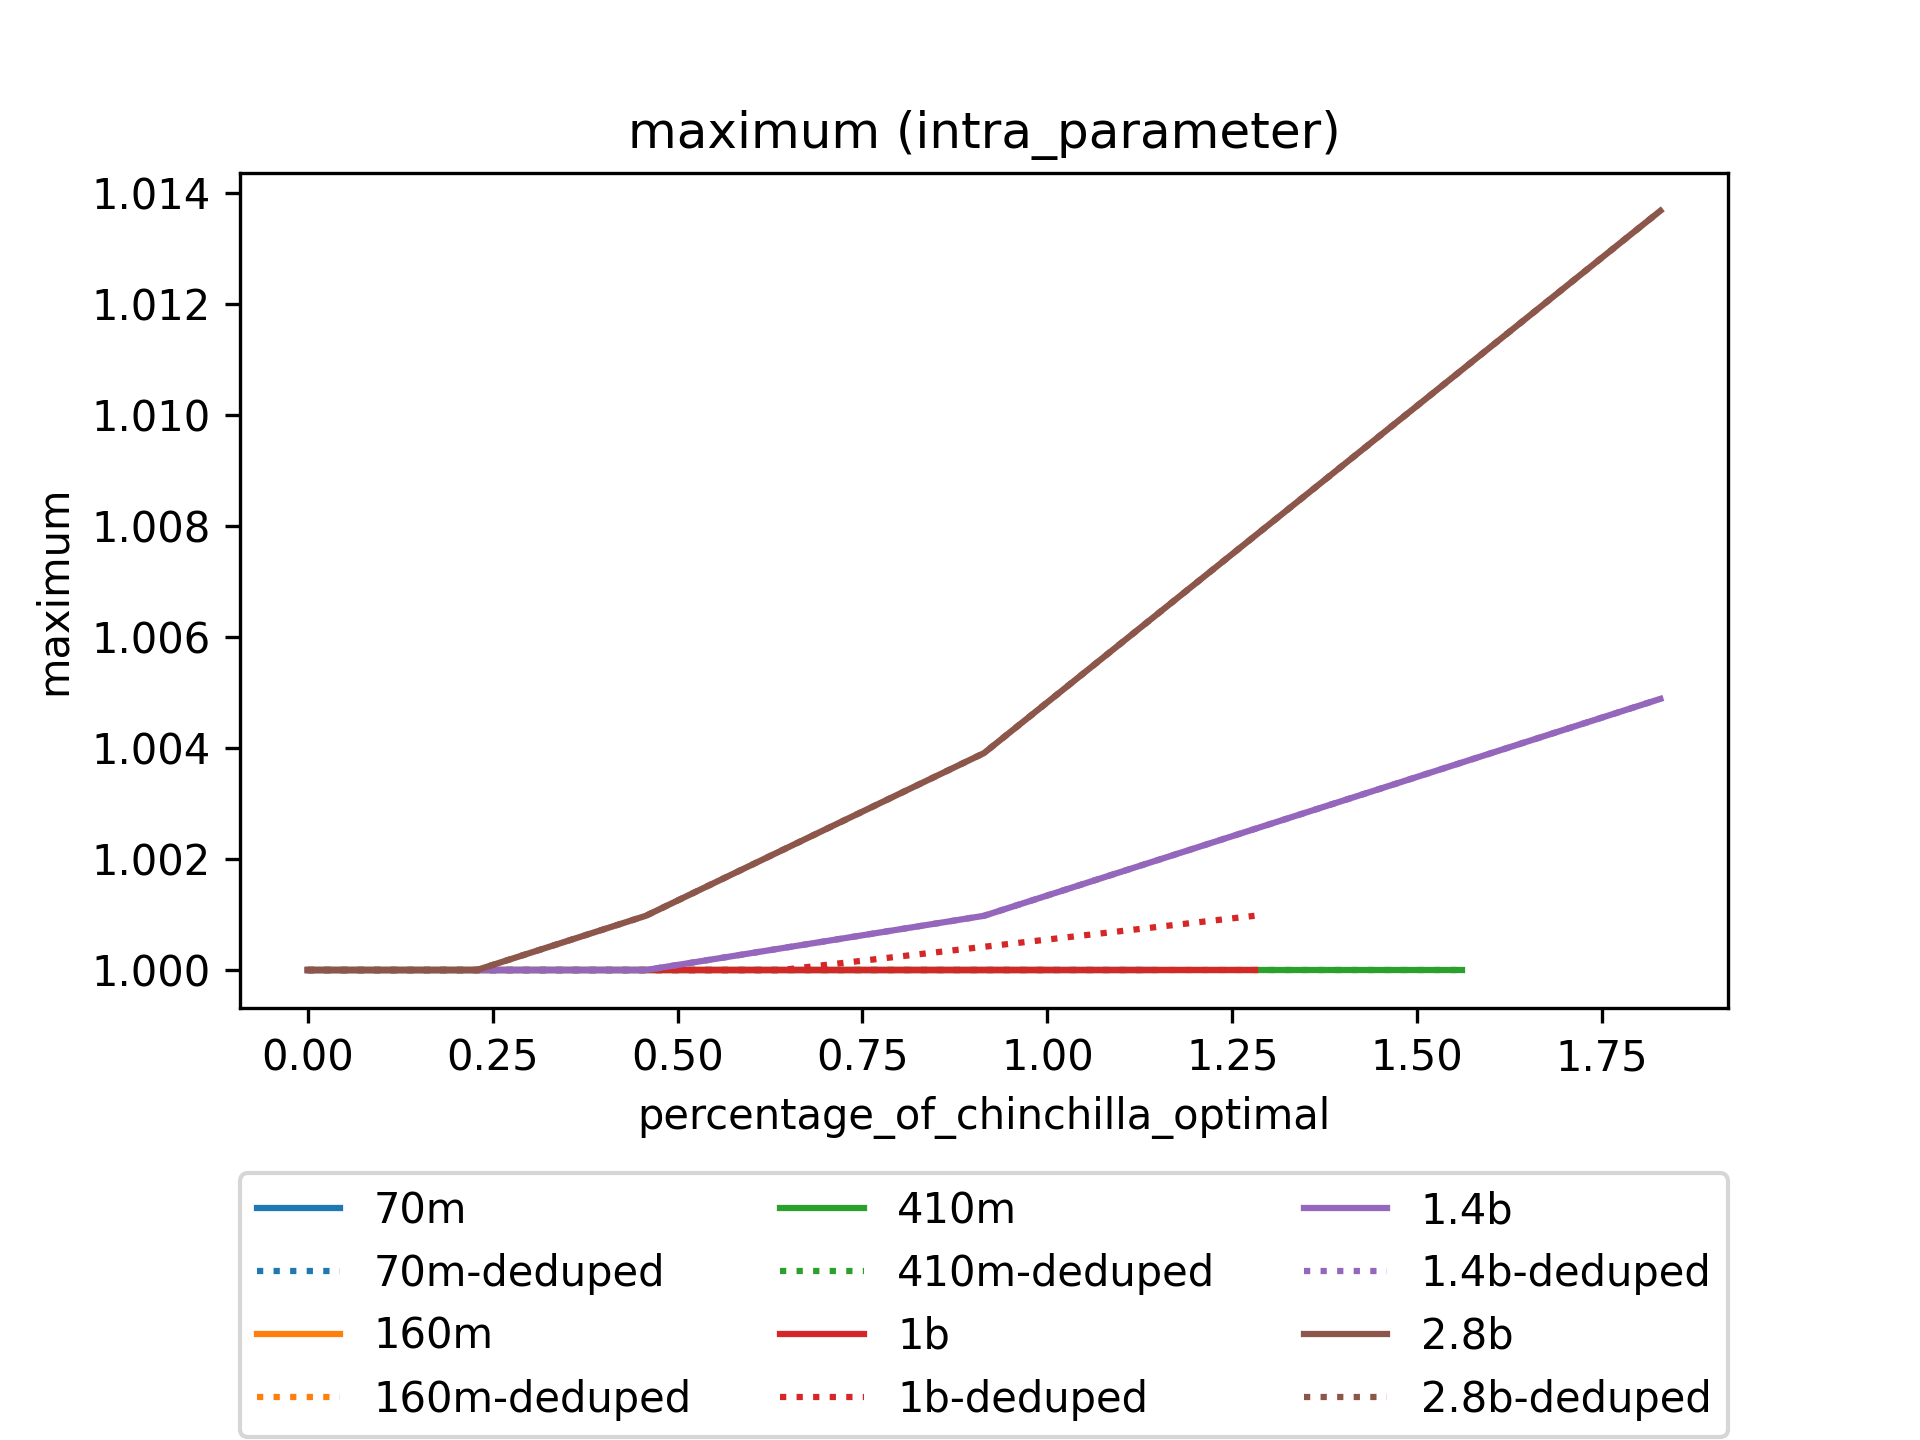 maximum (intra_parameter)
maximum
1.014
1.012
1.010
1.008
1.006
1.004
1.002
1.000
0.00 0.25 0.50 0.75 1.00 1.25 1.50 1.75
percentage_of_chinchilla_optimal
70m
70m-deduped
160m
160m-deduped
410m
410m-deduped
1b
1b-deduped
1.4b
1.4b-deduped
2.8b
2.8b-deduped